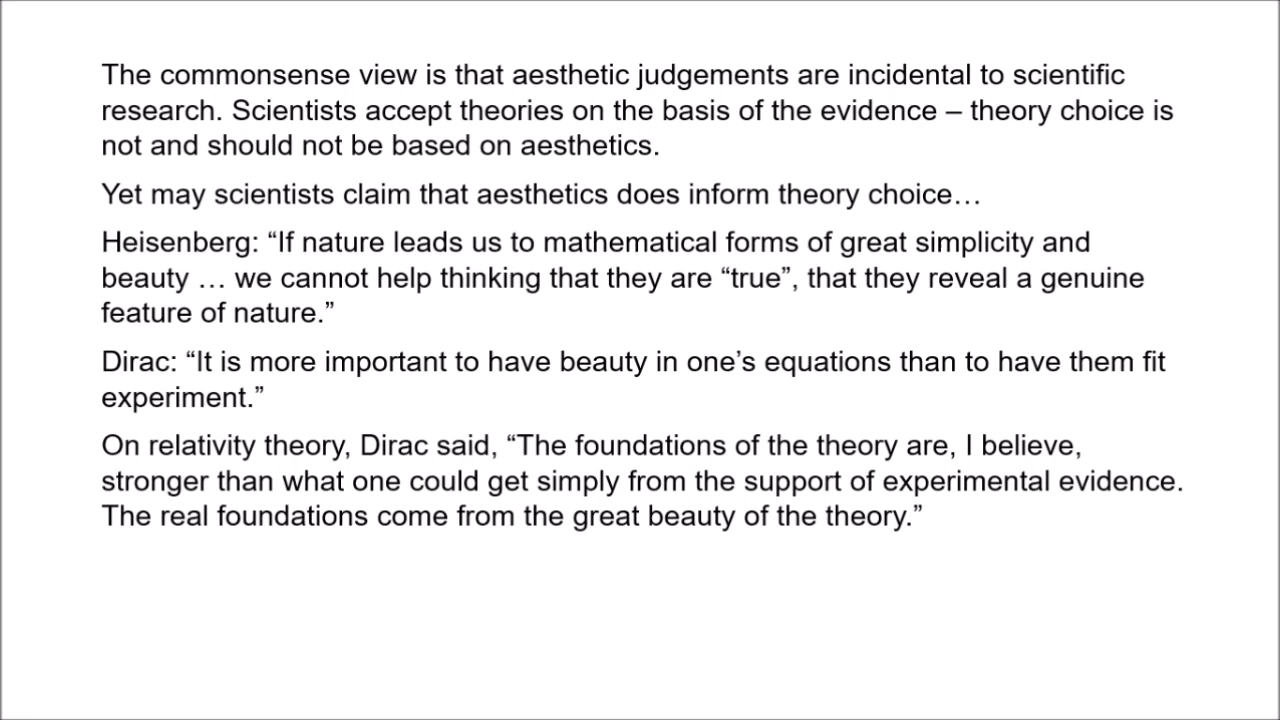 The commonsense view is that aesthetic judgements are incidental to scientific
research. Scientists accept theories on the basis of the evidence – theory choice is
not and should not be based on aesthetics.
Yet may scientists claim that aesthetics does inform theory choice…
Heisenberg: “If nature leads us to mathematical forms of great simplicity and
beauty … we cannot help thinking that they are “true”, that they reveal a genuine
feature of nature.”
Dirac: “It is more important to have beauty in one’s equations than to have them fit
experiment.”
On relativity theory, Dirac said, “The foundations of the theory are, I believe,
stronger than what one could get simply from the support of experimental evidence.
The real foundations come from the great beauty of the theory.”